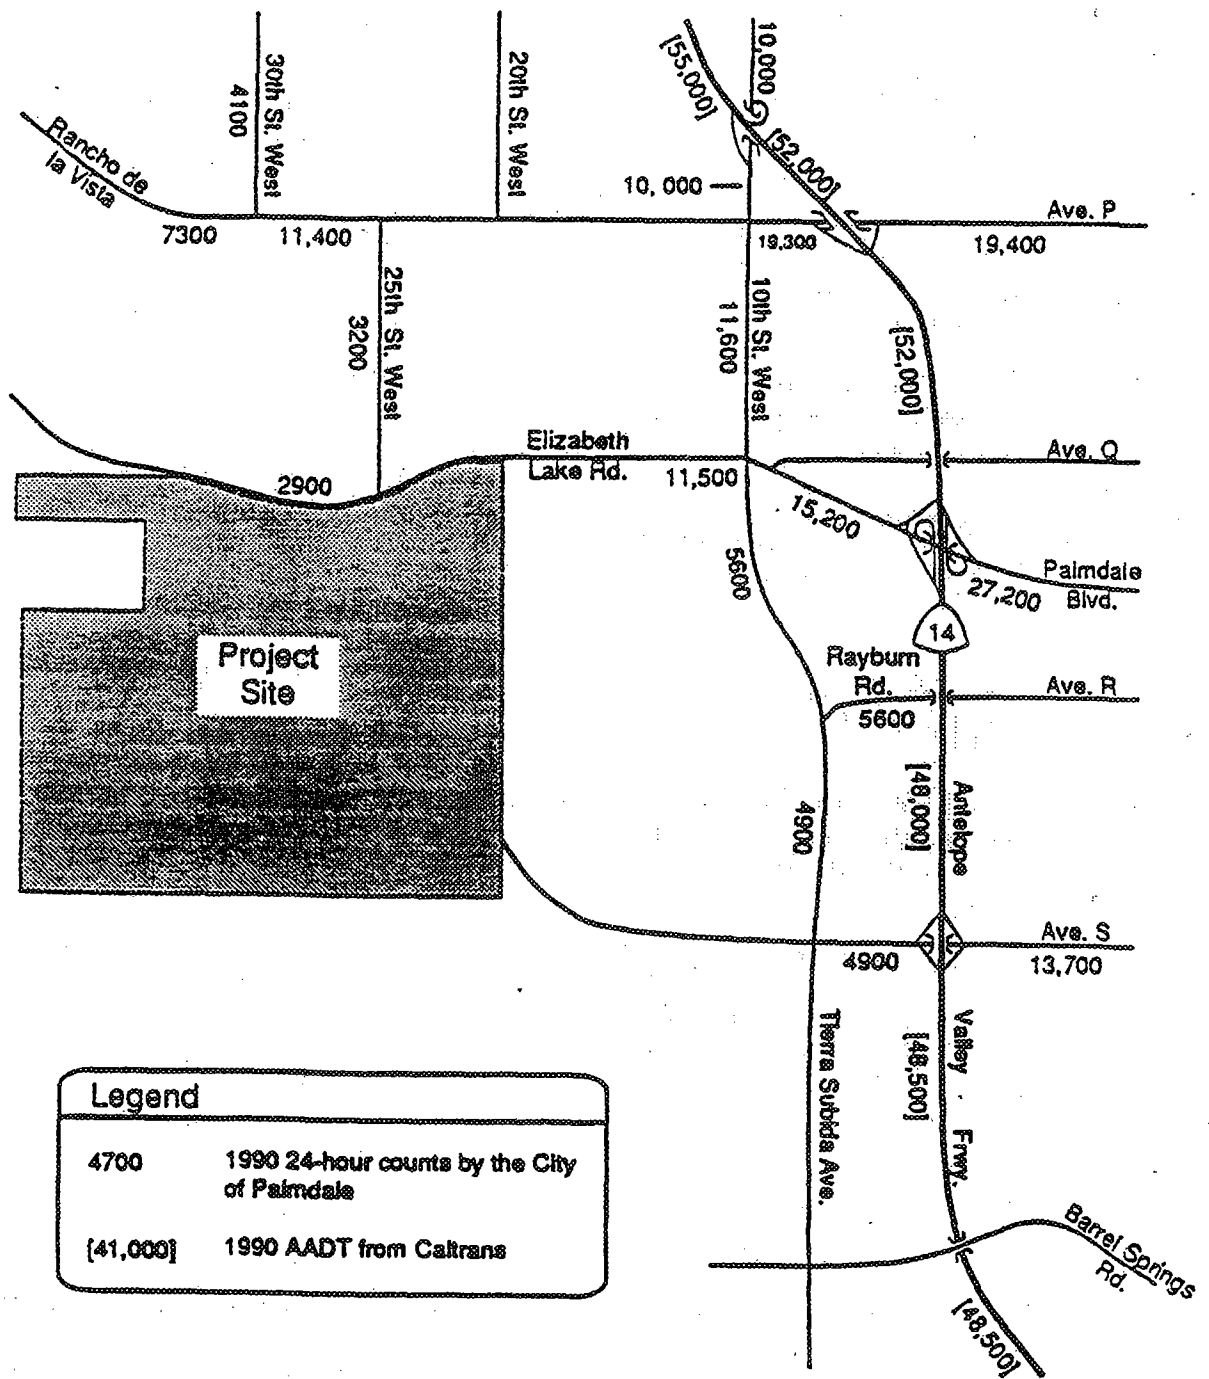 [55,000]
10,000
30th St. West
4100
20th St. West
[52,000]
Rancho de
la Vista
10,000
Ave. P
7300
11,400
19,300
19,400
25th St. West
3200
10th St. West
11,600
[52,000]
Elizabeth
Lake Rd.
11,500
Ave. Q
2900
15,200
5600
Palmdale
Blvd.
27,200
14
Project
Site
Rayburn
Rd.
5600
Ave. R
[48,000]
Antelope
4900
Ave. S
4900
13,700
Tierra Subida Ave.
Valley
[48,500]
Frwy.
Barrel Springs
Rd.
[48,500]
Legend
4700 1990 24-hour counts by the City
of Palmdale
[41,000] 1990 AADT from Caltrans